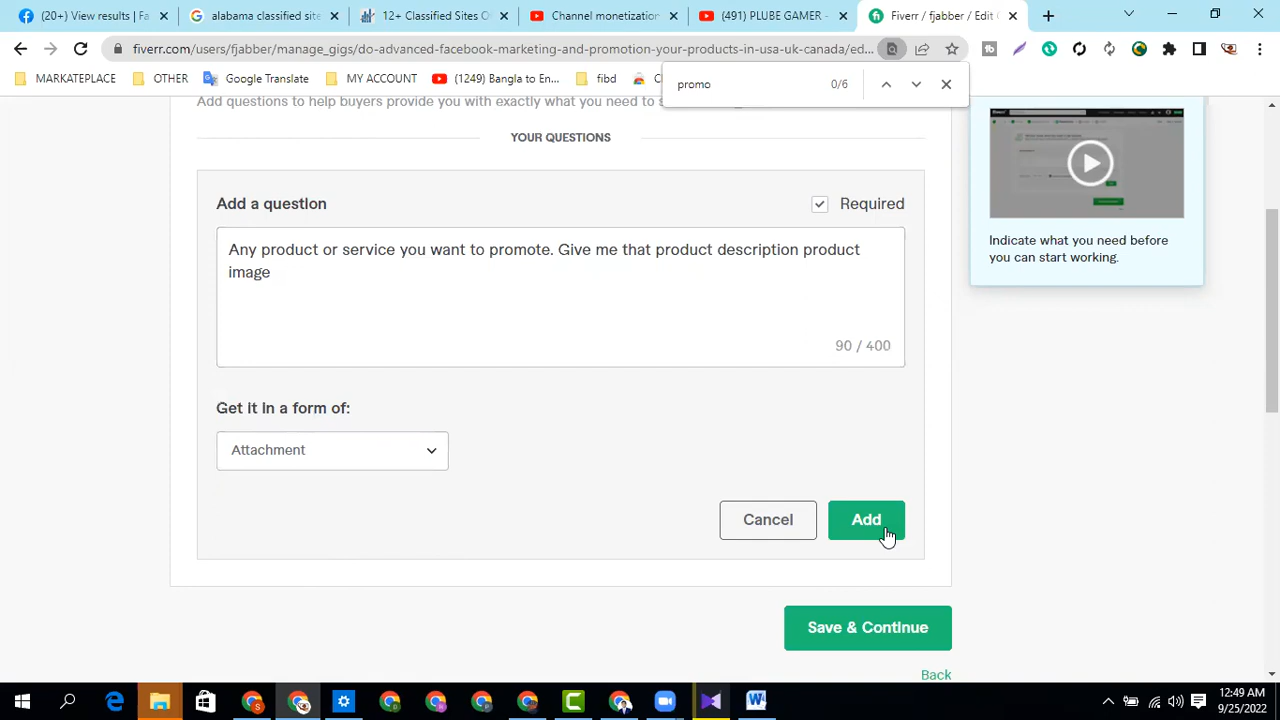 (20+) View results | Fa
alabama classified site
12+ Classified Sites O
Channel monetization
(491) PLUBE GAMER -
Fiverr / fjabber / Edit G
fiverr.com/users/fjabber/manage_gigs/do-advanced-facebook-marketing-and-promotion-your-products-in-usa-uk-canada/ed...
MARKATEPLACE
OTHER
Google Translate
MY ACCOUNT
(1249) Bangla to En...
fibd
C
promo
0/6
Add questions to help buyers provide you with exactly what you need to s
YOUR QUESTIONS
Add a question
Required
Any product or service you want to promote. Give me that product description product
image
90 / 400
Get it in a form of:
Attachment
Cancel
Add
Save & Continue
Back
Indicate what you need before
you can start working.
12:49 AM
9/25/2022